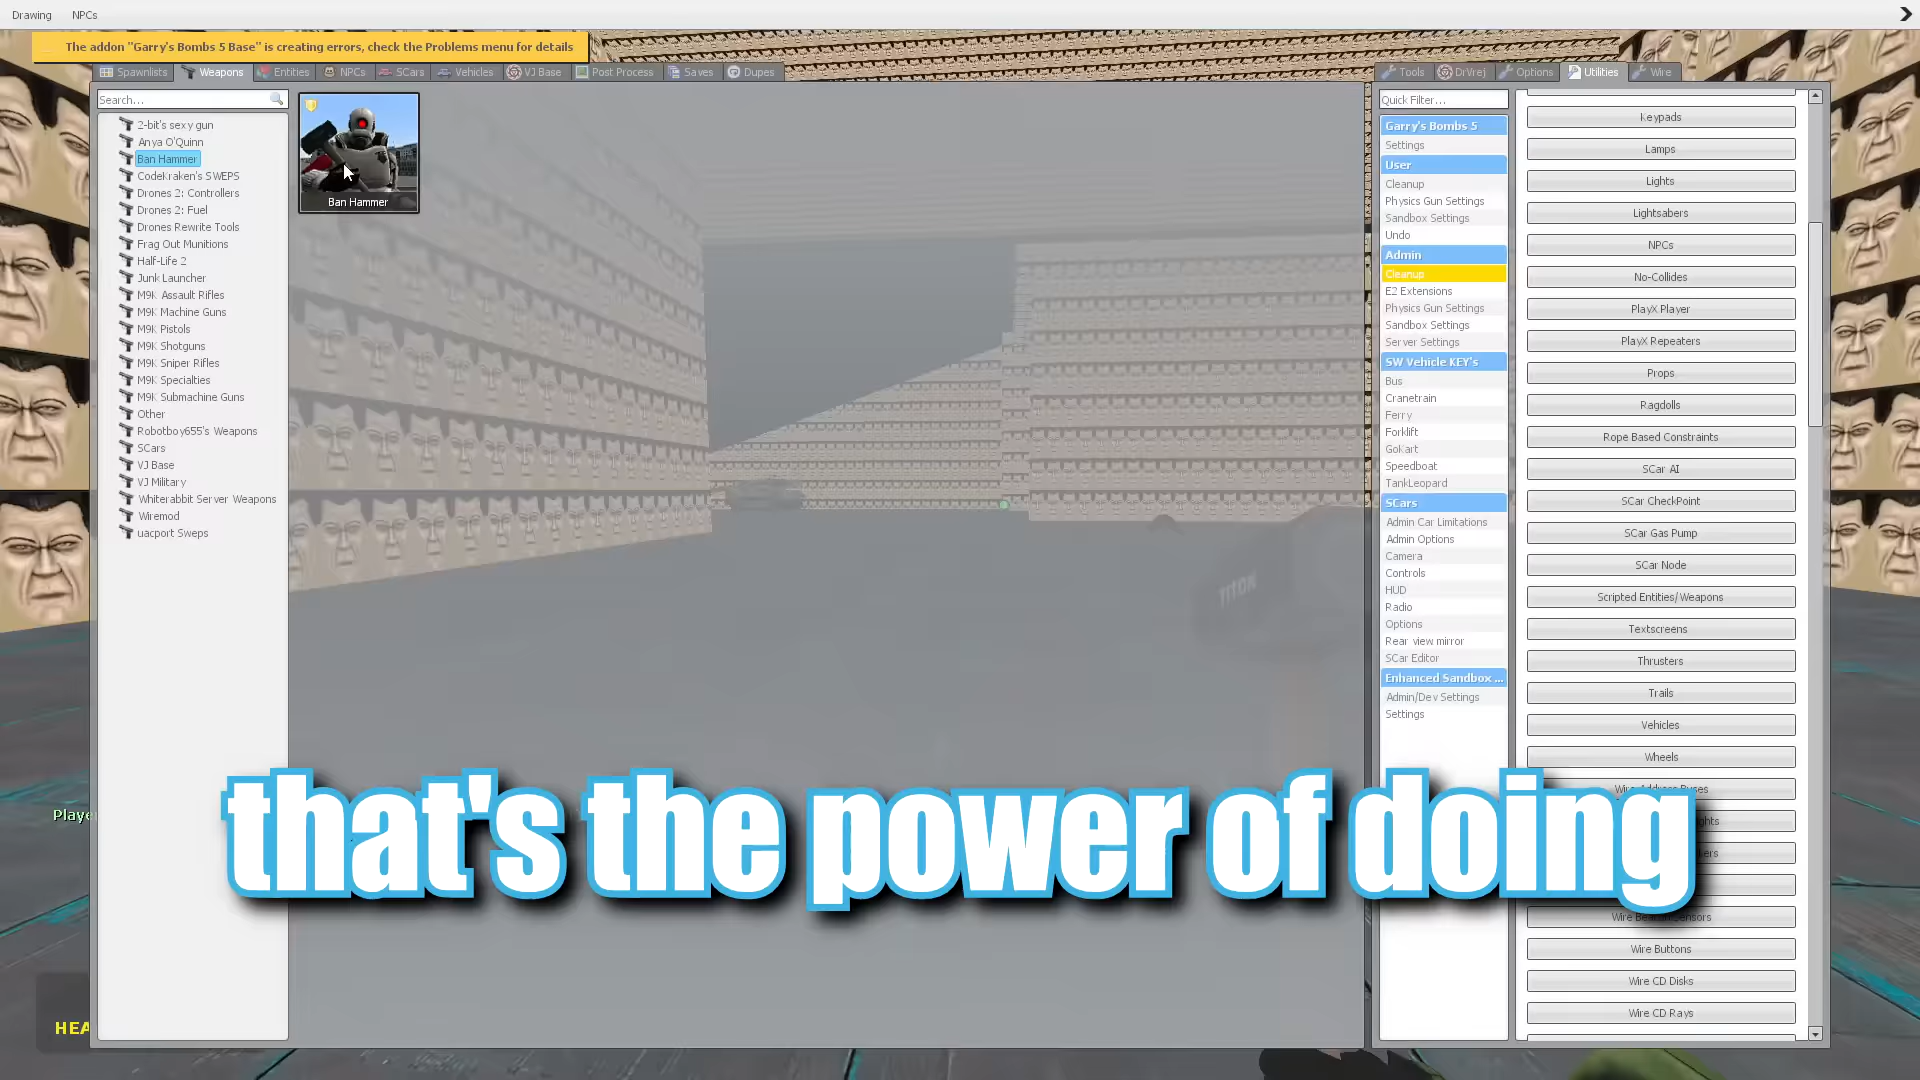 Drawing NPCs
The addon "Garry's Bombs 5 Base" is creating errors, check the Problems menu for details
Spawnlists Weapons Entities NPCs SCars Vehicles VJ Base Post Process Saves Dupes
Tools DrVrej Options Utilities Wire
Search...
2-bit's sexy gun
Anya O'Quinn
Ban Hammer
CodeKraken's SWEPS
Drones 2: Controllers
Drones 2: Fuel
Drones Rewrite Tools
Frag Out Munitions
Half-Life 2
Junk Launcher
M9K Assault Rifles
M9K Machine Guns
M9K Pistols
M9K Shotguns
M9K Sniper Rifles
M9K Specialties
M9K Submachine Guns
Other
Robotboy655's Weapons
SCars
VJ Base
VJ Military
Whiterabbit Server Weapons
Wiremod
uacport Sweps
Ban Hammer
TITON
Quick Filter...
Garry's Bombs 5
Settings
User
Cleanup
Physics Gun Settings
Sandbox Settings
Undo
Admin
Cleanup
E2 Extensions
Physics Gun Settings
Sandbox Settings
Server Settings
SW Vehicle KEY's
Bus
Cranetrain
Ferry
Forklift
GoKart
Speedboat
TankLeopard
SCars
Admin Car Limitations
Admin Options
Camera
Controls
HUD
Radio
Options
Rear view mirror
SCar Editor
Enhanced Sandbox ...
Admin/Dev Settings
Settings
Keypads
Lamps
Lights
Lightsabers
NPCs
No-Collides
PlayX Player
PlayX Repeaters
Props
Ragdolls
Rope Based Constraints
SCar AI
SCar CheckPoint
SCar Gas Pump
SCar Node
Scripted Entities/Weapons
Textscreens
Thrusters
Trails
Vehicles
Wheels
Wire Buttons
Wire CD Disks
Wire CD Rays
that's the power of doing
Playe
HEA